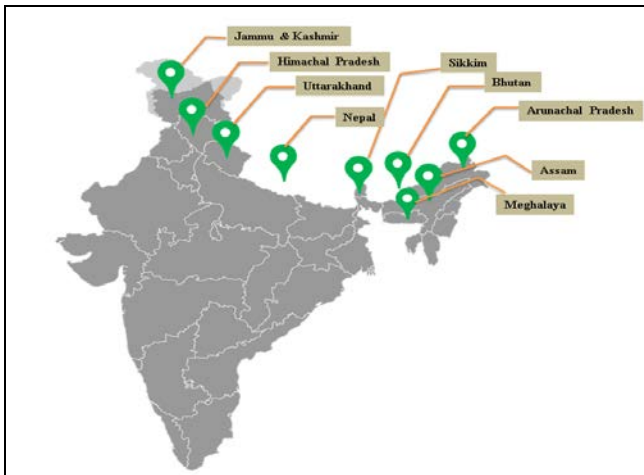 Jammu & Kashmir
Himachal Pradesh
Sikkim
Uttarakhand
Bhutan
Nepal
Arunachal Pradesh
Assam
Meghalaya